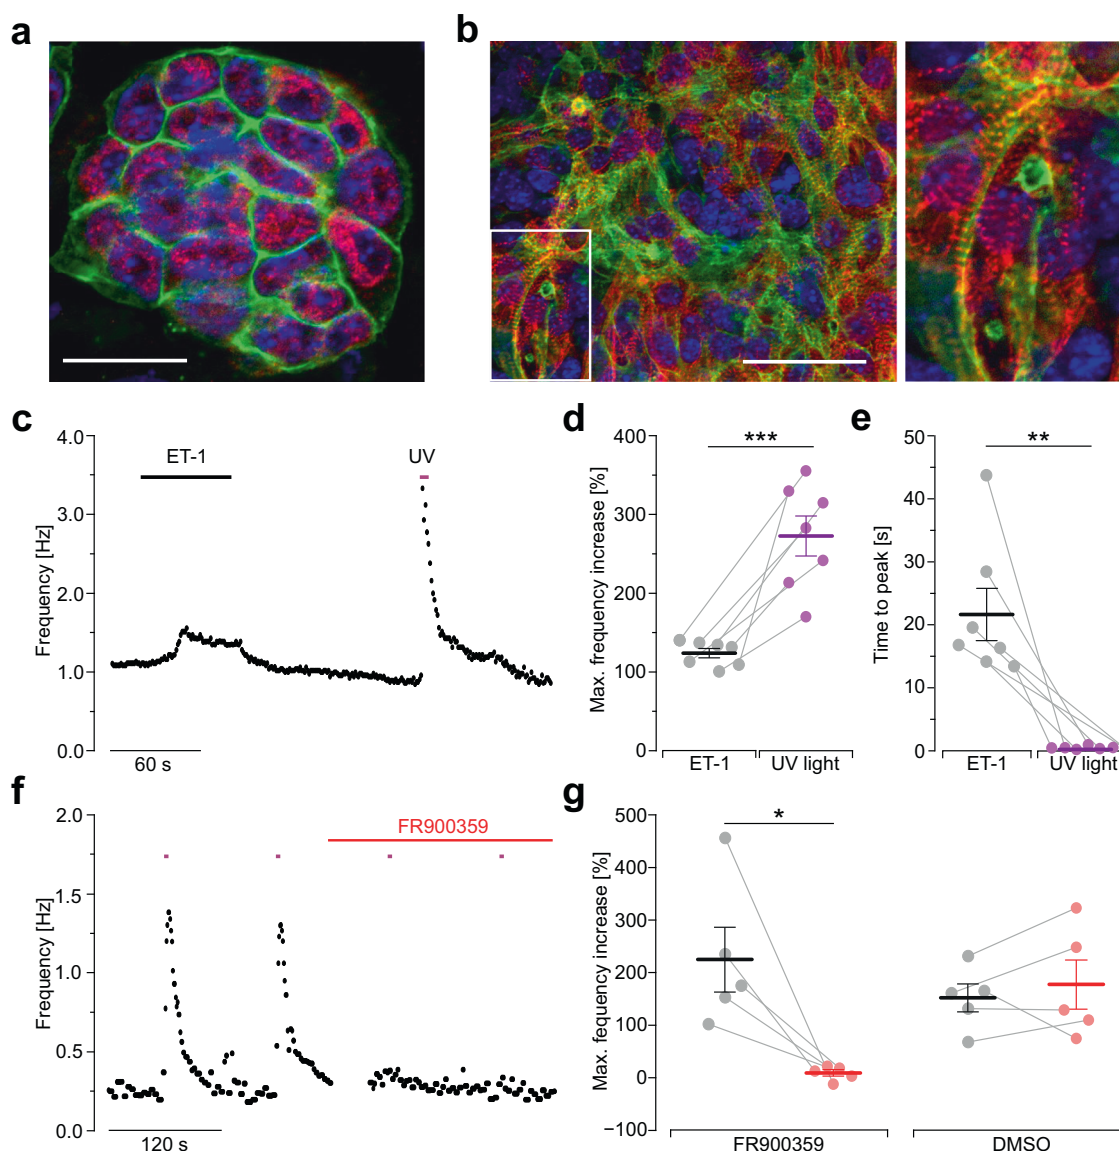 a
b
c
4.0
3.0
2.0
1.0
0.0
Frequency [Hz]
ET-1
UV
60 s
d
400
300
200
100
0
Max. frequency increase [%]
***
ET-1
UV light
e
50
40
30
20
10
0
Time to peak [s]
**
ET-1
UV light
f
2.0
1.5
1.0
0.5
0.0
Frequency [Hz]
FR900359
120 s
g
500
400
300
200
100
0
−100
Max. fequency increase [%]
*
FR900359
DMSO